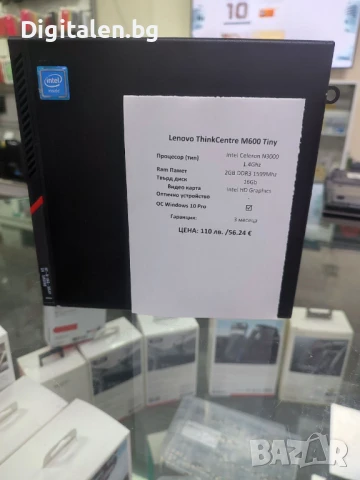 Digitalen.bg
10
intel
Lenovo ThinkCentre M600 Tiny
Процесор (тип) Intel Celeron N3000
1.4Ghz
Ram Памет 2GB DDR3 1599Mhz
Твърд диск 16Gb
Видео карта Intel HD Graphics
Оптично устройство -
ОС Windows 10 Pro ☑
Гаранция: 3 месеца
ЦЕНА: 110 лв. /56.24 €
BAZAR